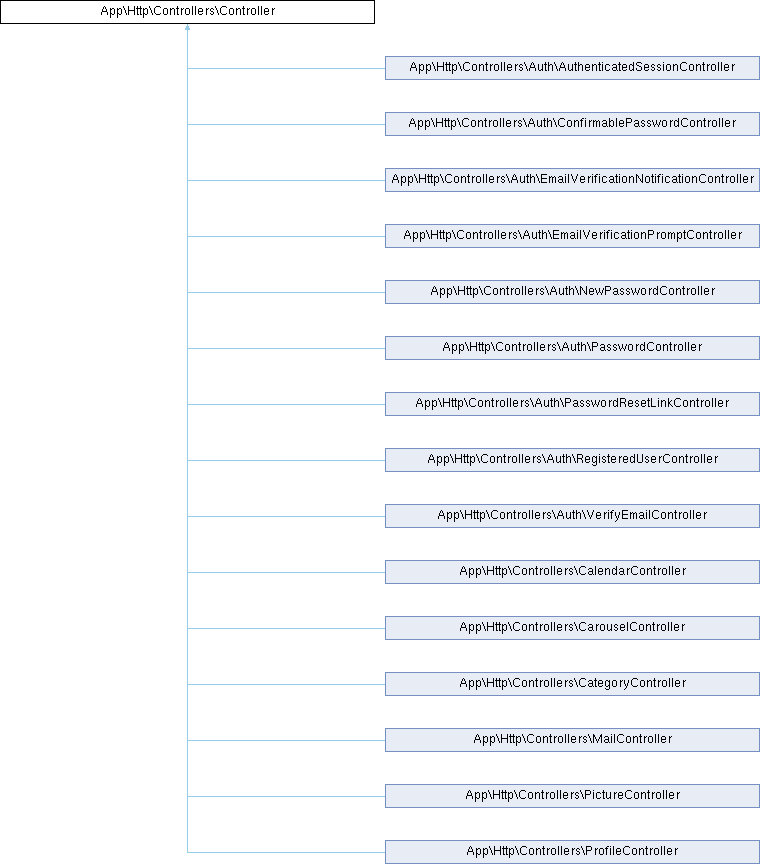 App\Http\Controllers\Controller
App\Http\Controllers\Auth\AuthenticatedSessionController
App\Http\Controllers\Auth\ConfirmablePasswordController
App\Http\Controllers\Auth\EmailVerificationNotificationController
App\Http\Controllers\Auth\EmailVerificationPromptController
App\Http\Controllers\Auth\NewPasswordController
App\Http\Controllers\Auth\PasswordController
App\Http\Controllers\Auth\PasswordResetLinkController
App\Http\Controllers\Auth\RegisteredUserController
App\Http\Controllers\Auth\VerifyEmailController
App\Http\Controllers\CalendarController
App\Http\Controllers\CarouselController
App\Http\Controllers\CategoryController
App\Http\Controllers\MailController
App\Http\Controllers\PictureController
App\Http\Controllers\ProfileController